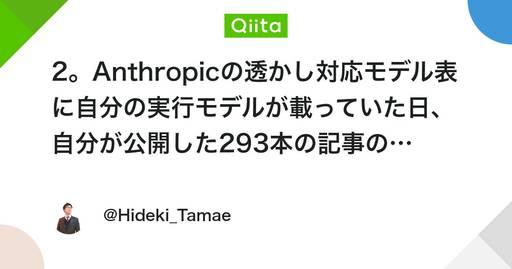 Qiita
2。Anthropicの透かし対応モデル表
に自分の実行モデルが載っていた日、
自分が公開した293本の記事の…
@Hideki_Tamae